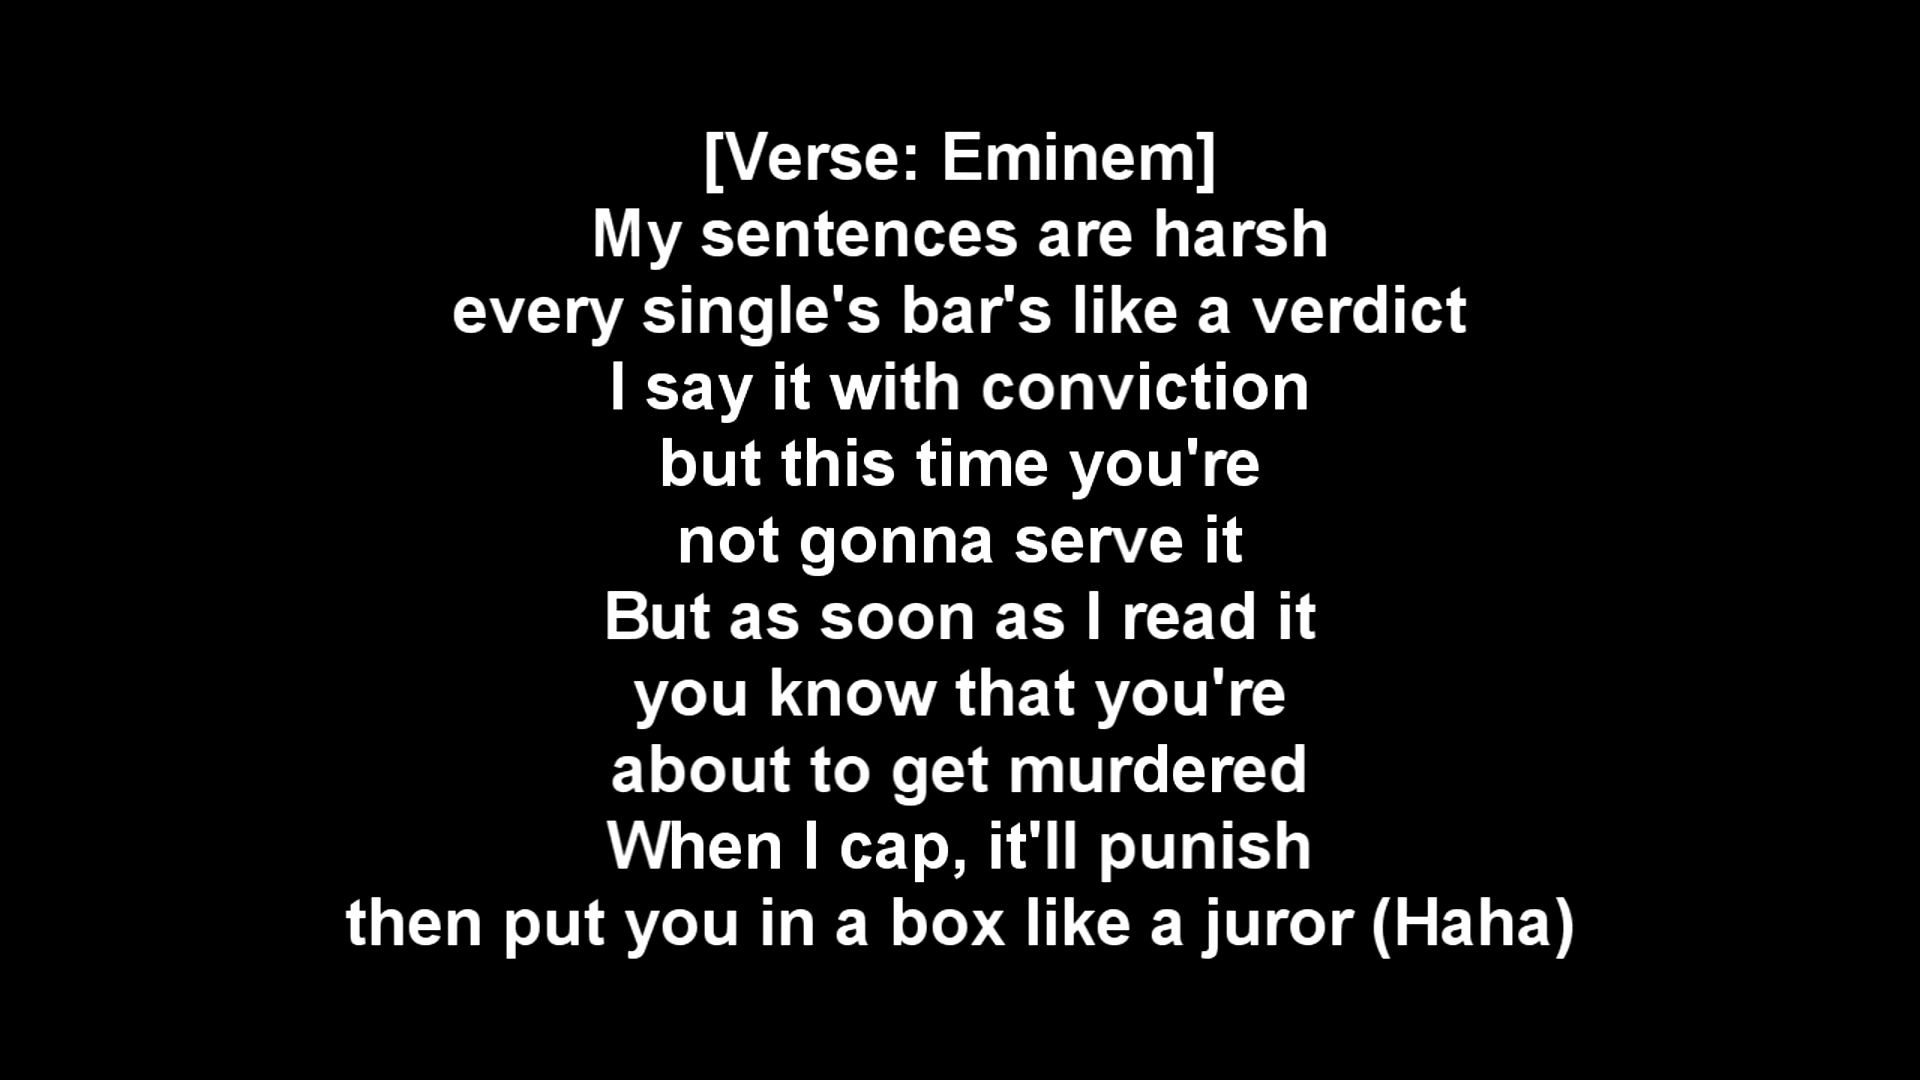 [Verse: Eminem]
My sentences are harsh
every single's bar's like a verdict
I say it with conviction
but this time you're
not gonna serve it
But as soon as I read it
you know that you're
about to get murdered
When I cap, it'll punish
then put you in a box like a juror (Haha)